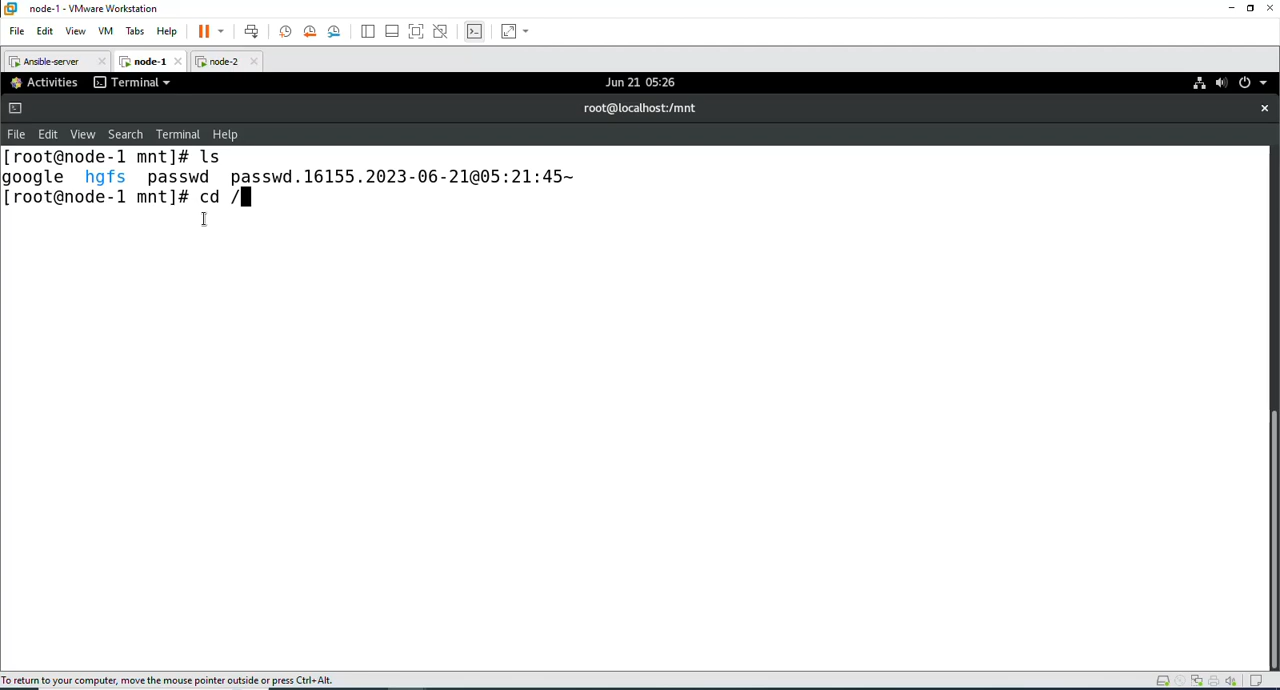 node-1 - VMware Workstation
File Edit View VM Tabs Help
Ansible-server node-1 node-2
Activities Terminal Jun 21 05:26
root@localhost:/mnt
File Edit View Search Terminal Help
[root@node-1 mnt]# ls
google hgfs passwd passwd.16155.2023-06-21@05:21:45~
[root@node-1 mnt]# cd /
To return to your computer, move the mouse pointer outside or press Ctrl+Alt.